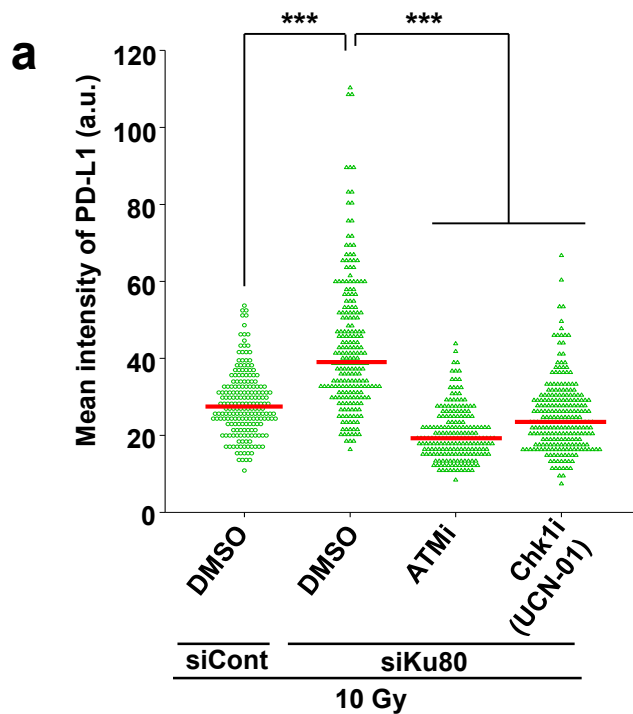 a
*** ***
Mean intensity of PD-L1 (a.u.)
120
100
80
60
40
20
0
DMSO
DMSO
ATMi
Chk1i
(UCN-01)
siCont
siKu80
10 Gy